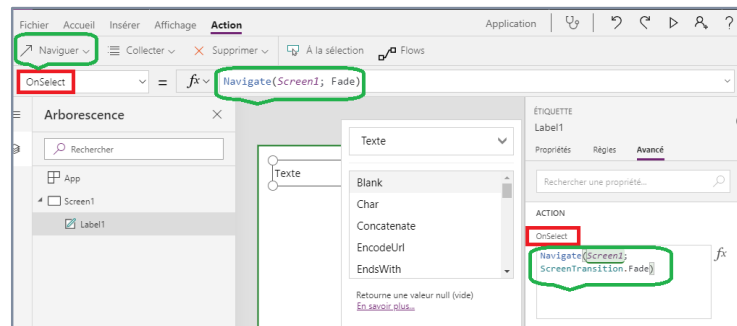 Fichier Accueil Insérer Affichage Action Application ?
Naviguer Collecter Supprimer À la sélection Flows
OnSelect = fx Navigate(Screen1; Fade)
Arborescence
Rechercher
App
Screen1
Label1
Texte
Texte
Blank
Char
Concatenate
EncodeUrl
EndsWith
Retourne une valeur null (vide)
En savoir plus...
ÉTIQUETTE
Label1
Propriétés Règles Avancé
Rechercher une propriété...
ACTION
OnSelect
Navigate(Screen1; fx
ScreenTransition.Fade)